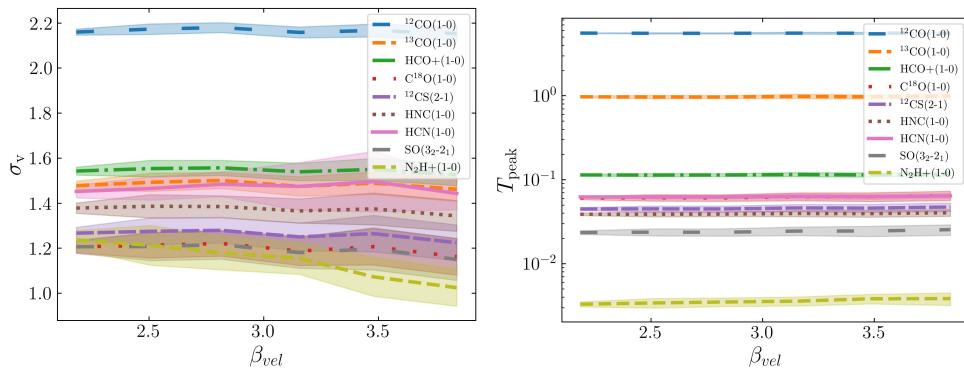 2.2
2.0
1.8
1.6
1.4
1.2
1.0
2.5
3.0
3.5
σ_v
β_vel
¹²CO(1-0)
¹³CO(1-0)
HCO+(1-0)
C¹⁸O(1-0)
¹²CS(2-1)
HNC(1-0)
HCN(1-0)
SO(3₂-2₁)
N₂H+(1-0)
10⁰
10⁻¹
10⁻²
2.5
3.0
3.5
T_peak
β_vel
¹²CO(1-0)
¹³CO(1-0)
HCO+(1-0)
C¹⁸O(1-0)
¹²CS(2-1)
HNC(1-0)
HCN(1-0)
SO(3₂-2₁)
N₂H+(1-0)